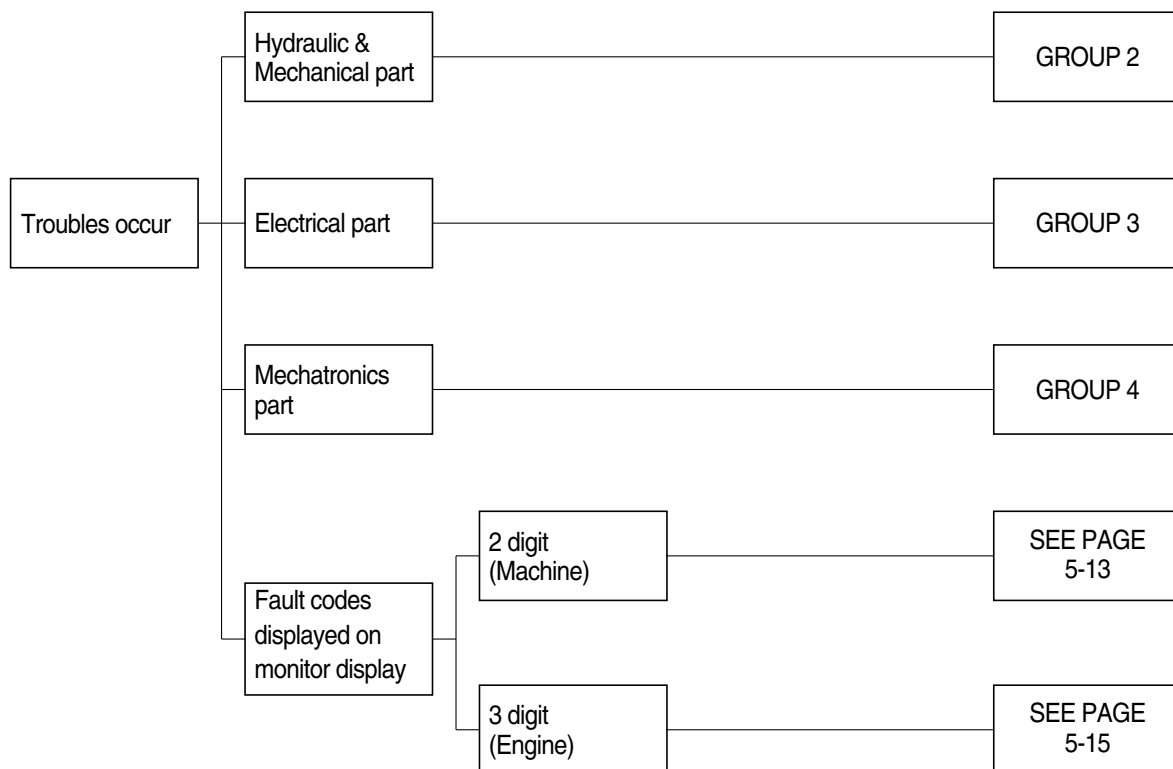 Hydraulic &
Mechanical part
GROUP 2
Troubles occur
Electrical part
GROUP 3
Mechatronics
part
GROUP 4
2 digit
(Machine)
SEE PAGE
5-13
Fault codes
displayed on
monitor display
3 digit
(Engine)
SEE PAGE
5-15